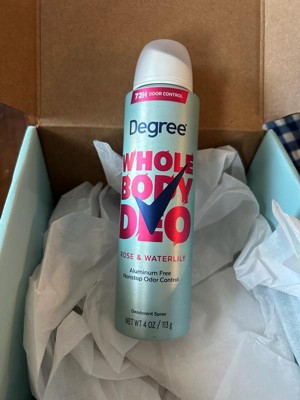 72H ODOR CONTROL
Degree
WHOLE
BODY
DEO
ROSE & WATERLILY
Aluminum Free
Nonstop Odor Control
Deodorant Spray
NET WT 4 OZ / 113 g